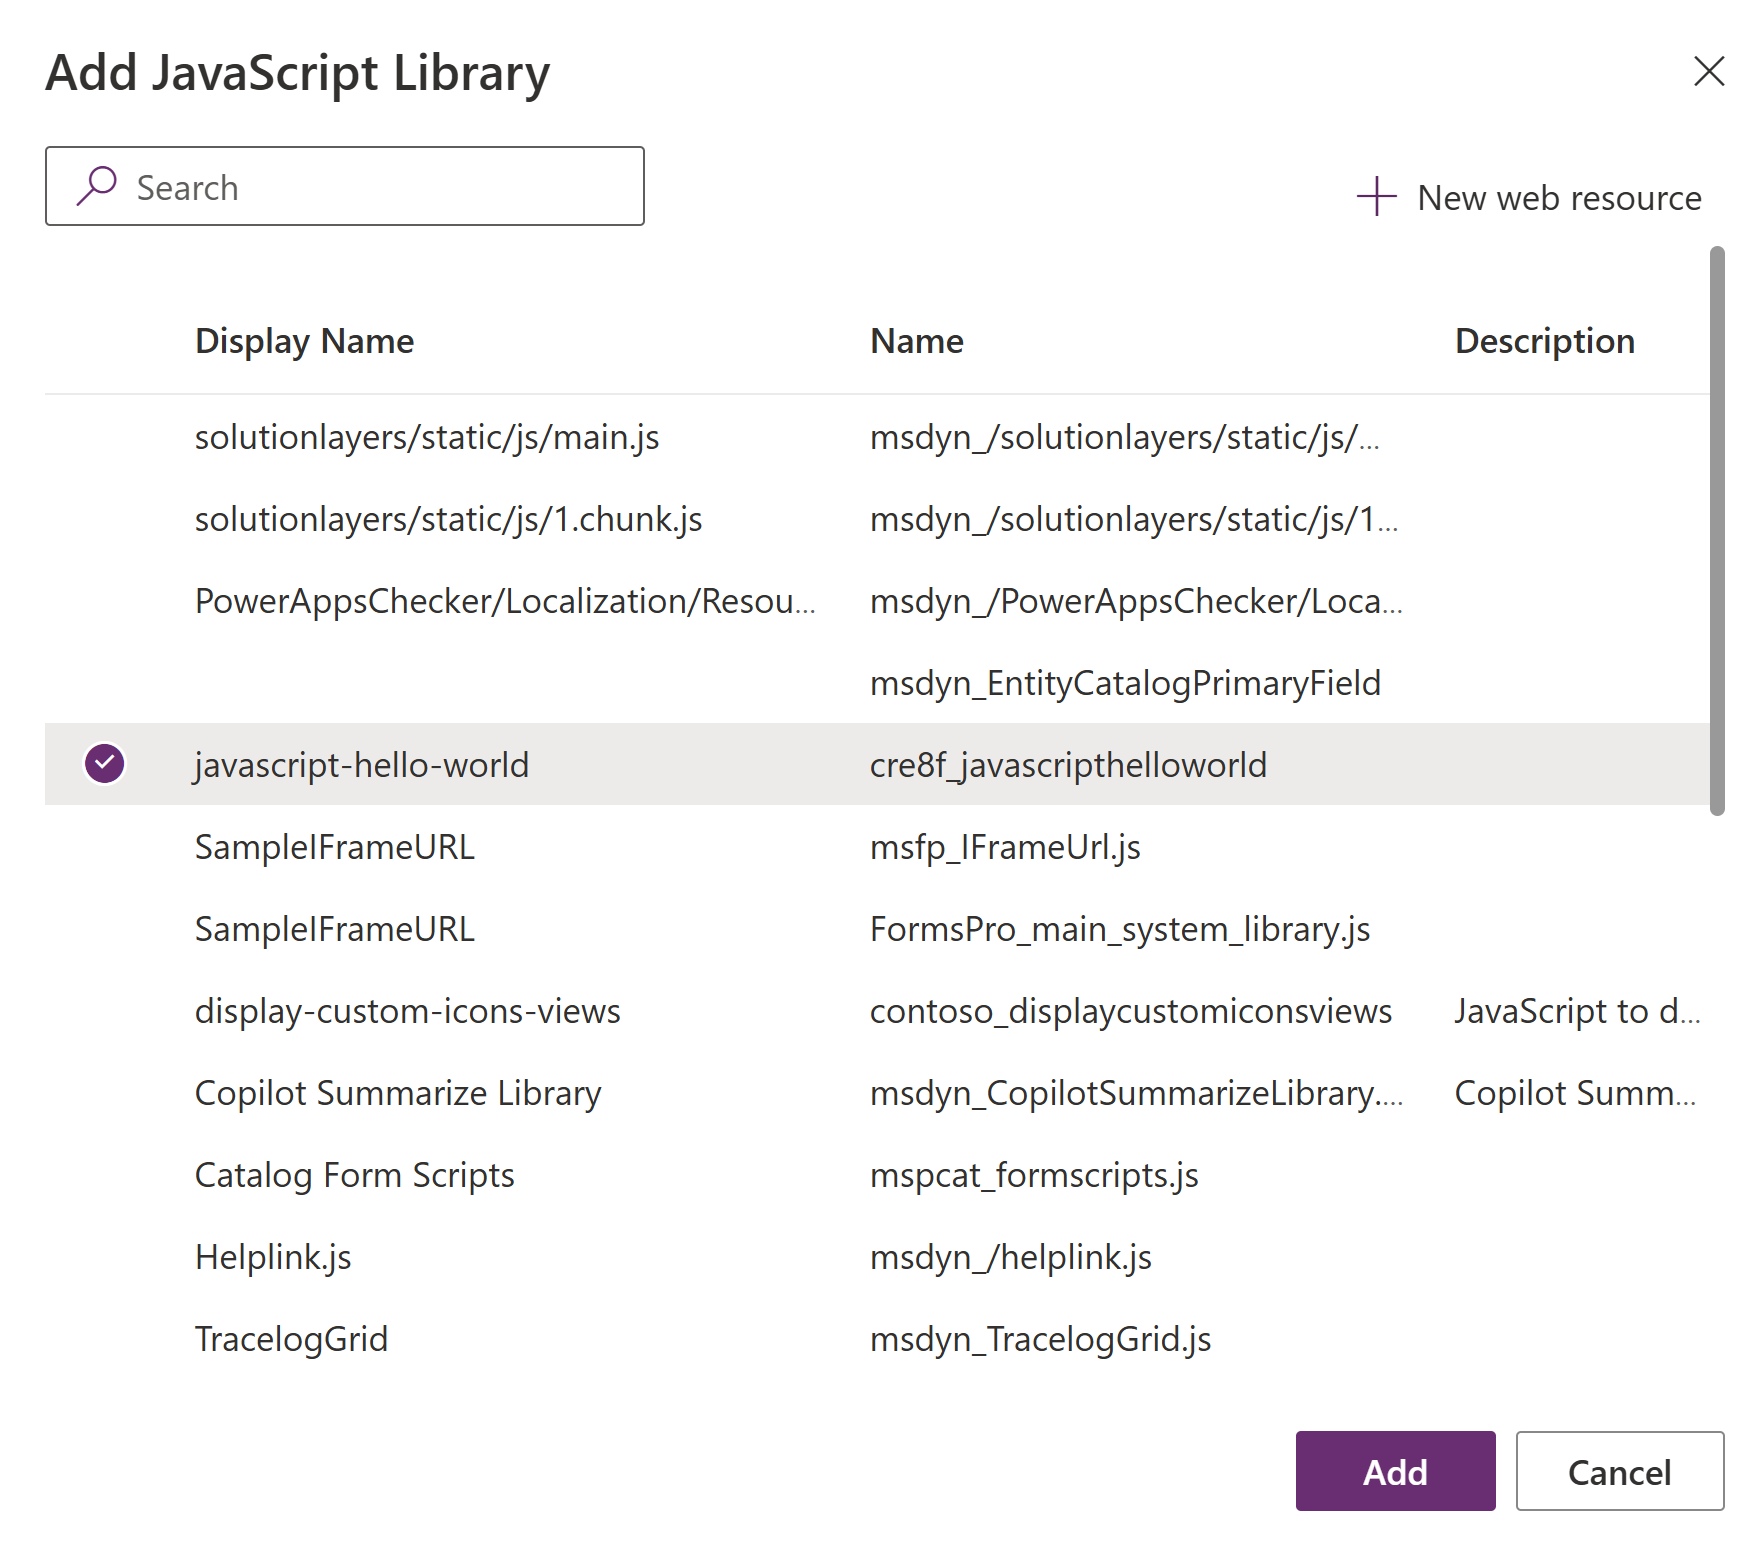 Add JavaScript Library
Search
New web resource
Display Name Name Description
solutionlayers/static/js/main.js msdyn_/solutionlayers/static/js/...
solutionlayers/static/js/1.chunk.js msdyn_/solutionlayers/static/js/1...
PowerAppsChecker/Localization/Resou... msdyn_/PowerAppsChecker/Loca...
msdyn_EntityCatalogPrimaryField
javascript-hello-world cre8f_javascripthelloworld
SampleIFrameURL msfp_IFrameUrl.js
SampleIFrameURL FormsPro_main_system_library.js
display-custom-icons-views contoso_displaycustomiconsviews JavaScript to d...
Copilot Summarize Library msdyn_CopilotSummarizeLibrary.... Copilot Summ...
Catalog Form Scripts mspcat_formscripts.js
Helplink.js msdyn_/helplink.js
TracelogGrid msdyn_TracelogGrid.js
Add Cancel